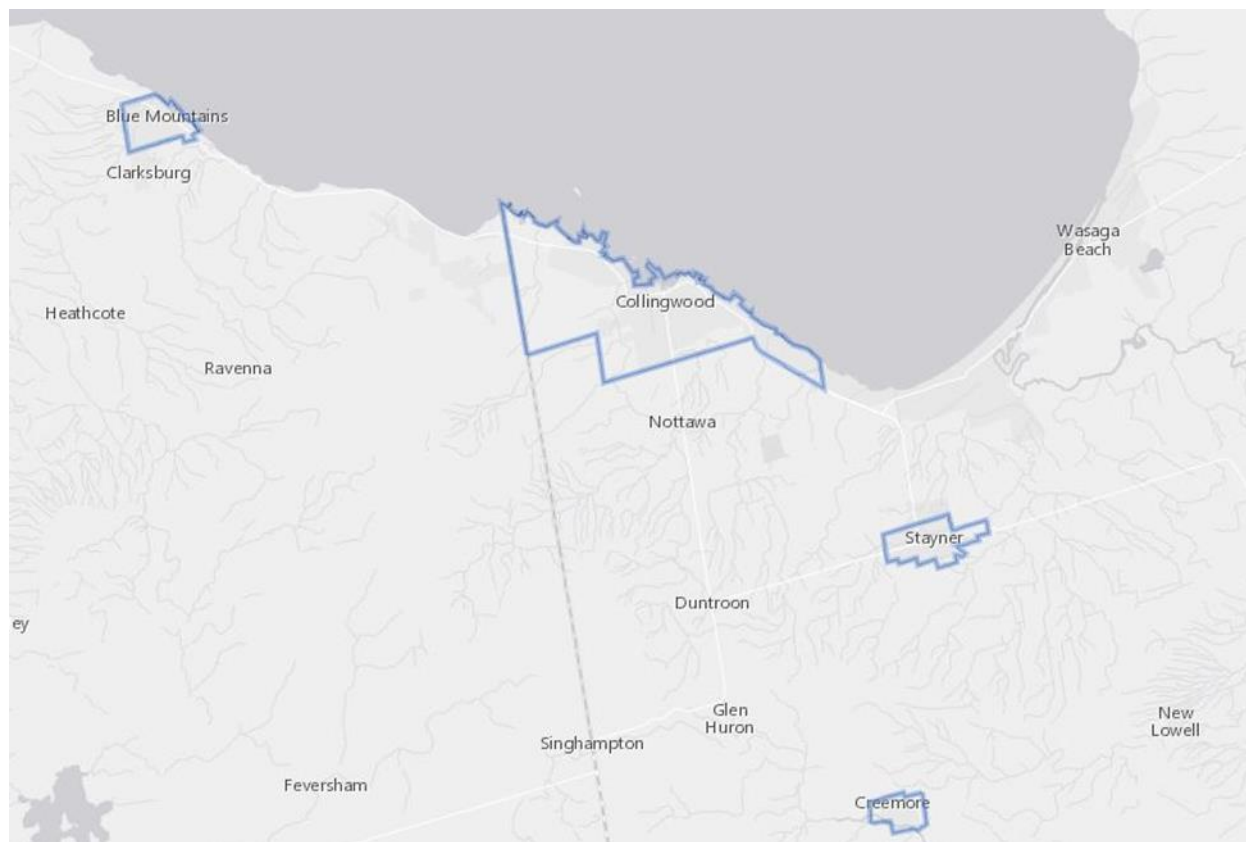 Blue Mountains
Clarksburg
Wasaga
Beach
Collingwood
Heathcote
Ravenna
Nottawa
Stayner
Duntroon
ey
Glen
Huron
New
Lowell
Singhampton
Feversham
Creemore